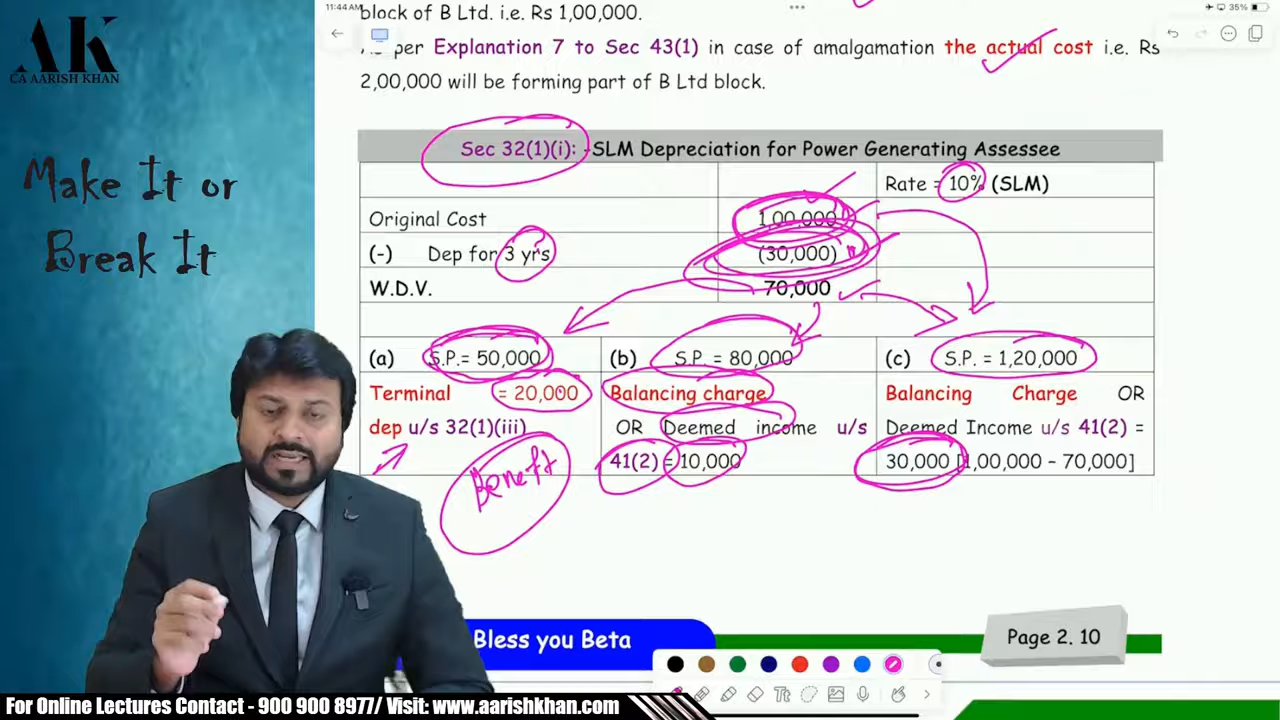 11:44 AM
35%
block of B Ltd. i.e. Rs 1,00,000.
per Explanation 7 to Sec 43(1) in case of amalgamation the actual cost i.e. Rs
2,00,000 will be forming part of B Ltd block.
AK
CA AARISH KHAN
Make It or
Break It
Sec 32(1)(i): -SLM Depreciation for Power Generating Assessee
Rate = 10% (SLM)
Original Cost 1,00,000
(-) Dep for 3 yrs (30,000)
W.D.V. 70,000
(a) S.P.= 50,000 (b) S.P. = 80,000 (c) S.P. = 1,20,000
Terminal = 20,000 Balancing charge Balancing Charge OR
dep u/s 32(1)(iii) OR Deemed income u/s Deemed Income u/s 41(2) =
41(2) = 10,000 30,000 [1,00,000 – 70,000]
Benefit
Bless you Beta
Page 2. 10
Tt
For Online Lectures Contact - 900 900 8977/ Visit: www.aarishkhan.com